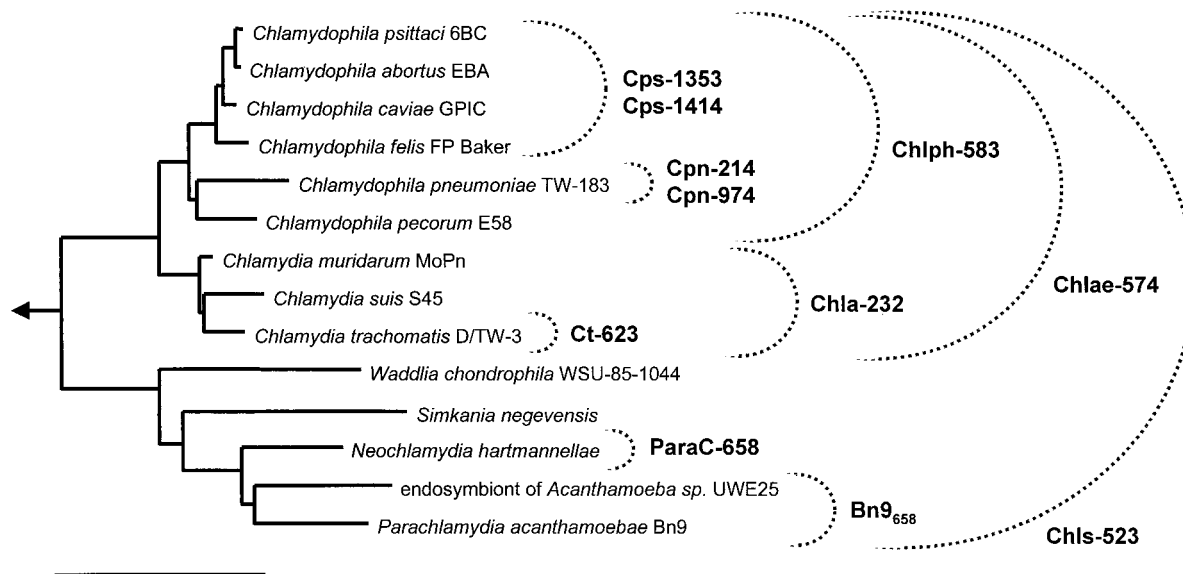 Chlamydophila psittaci 6BC
Chlamydophila abortus EBA
Chlamydophila caviae GPIC
Chlamydophila felis FP Baker
Chlamydophila pneumoniae TW-183
Chlamydophila pecorum E58
Chlamydia muridarum MoPn
Chlamydia suis S45
Chlamydia trachomatis D/TW-3
Waddlia chondrophila WSU-85-1044
Simkania negevensis
Neochlamydia hartmannellae
endosymbiont of Acanthamoeba sp. UWE25
Parachlamydia acanthamoebae Bn9
Cps-1353
Cps-1414
Cpn-214
Cpn-974
Ct-623
ParaC-658
Bn9658
Chlph-583
Chla-232
Chlae-574
Chls-523